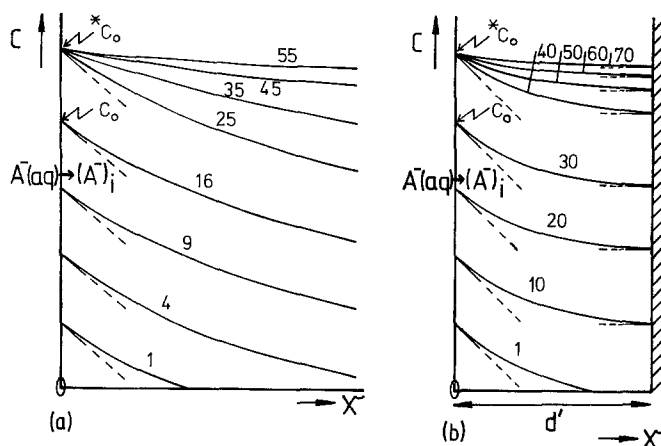 C
*C₀
55
45
35
25
C₀
A⁻(aq)→(A⁻)ᵢ
16
9
4
1
0
(a)
→ X~
C
*C₀
40 50 60 70
C₀
A⁻(aq)→(A⁻)ᵢ
30
20
10
1
0
d'
(b)
→ X~